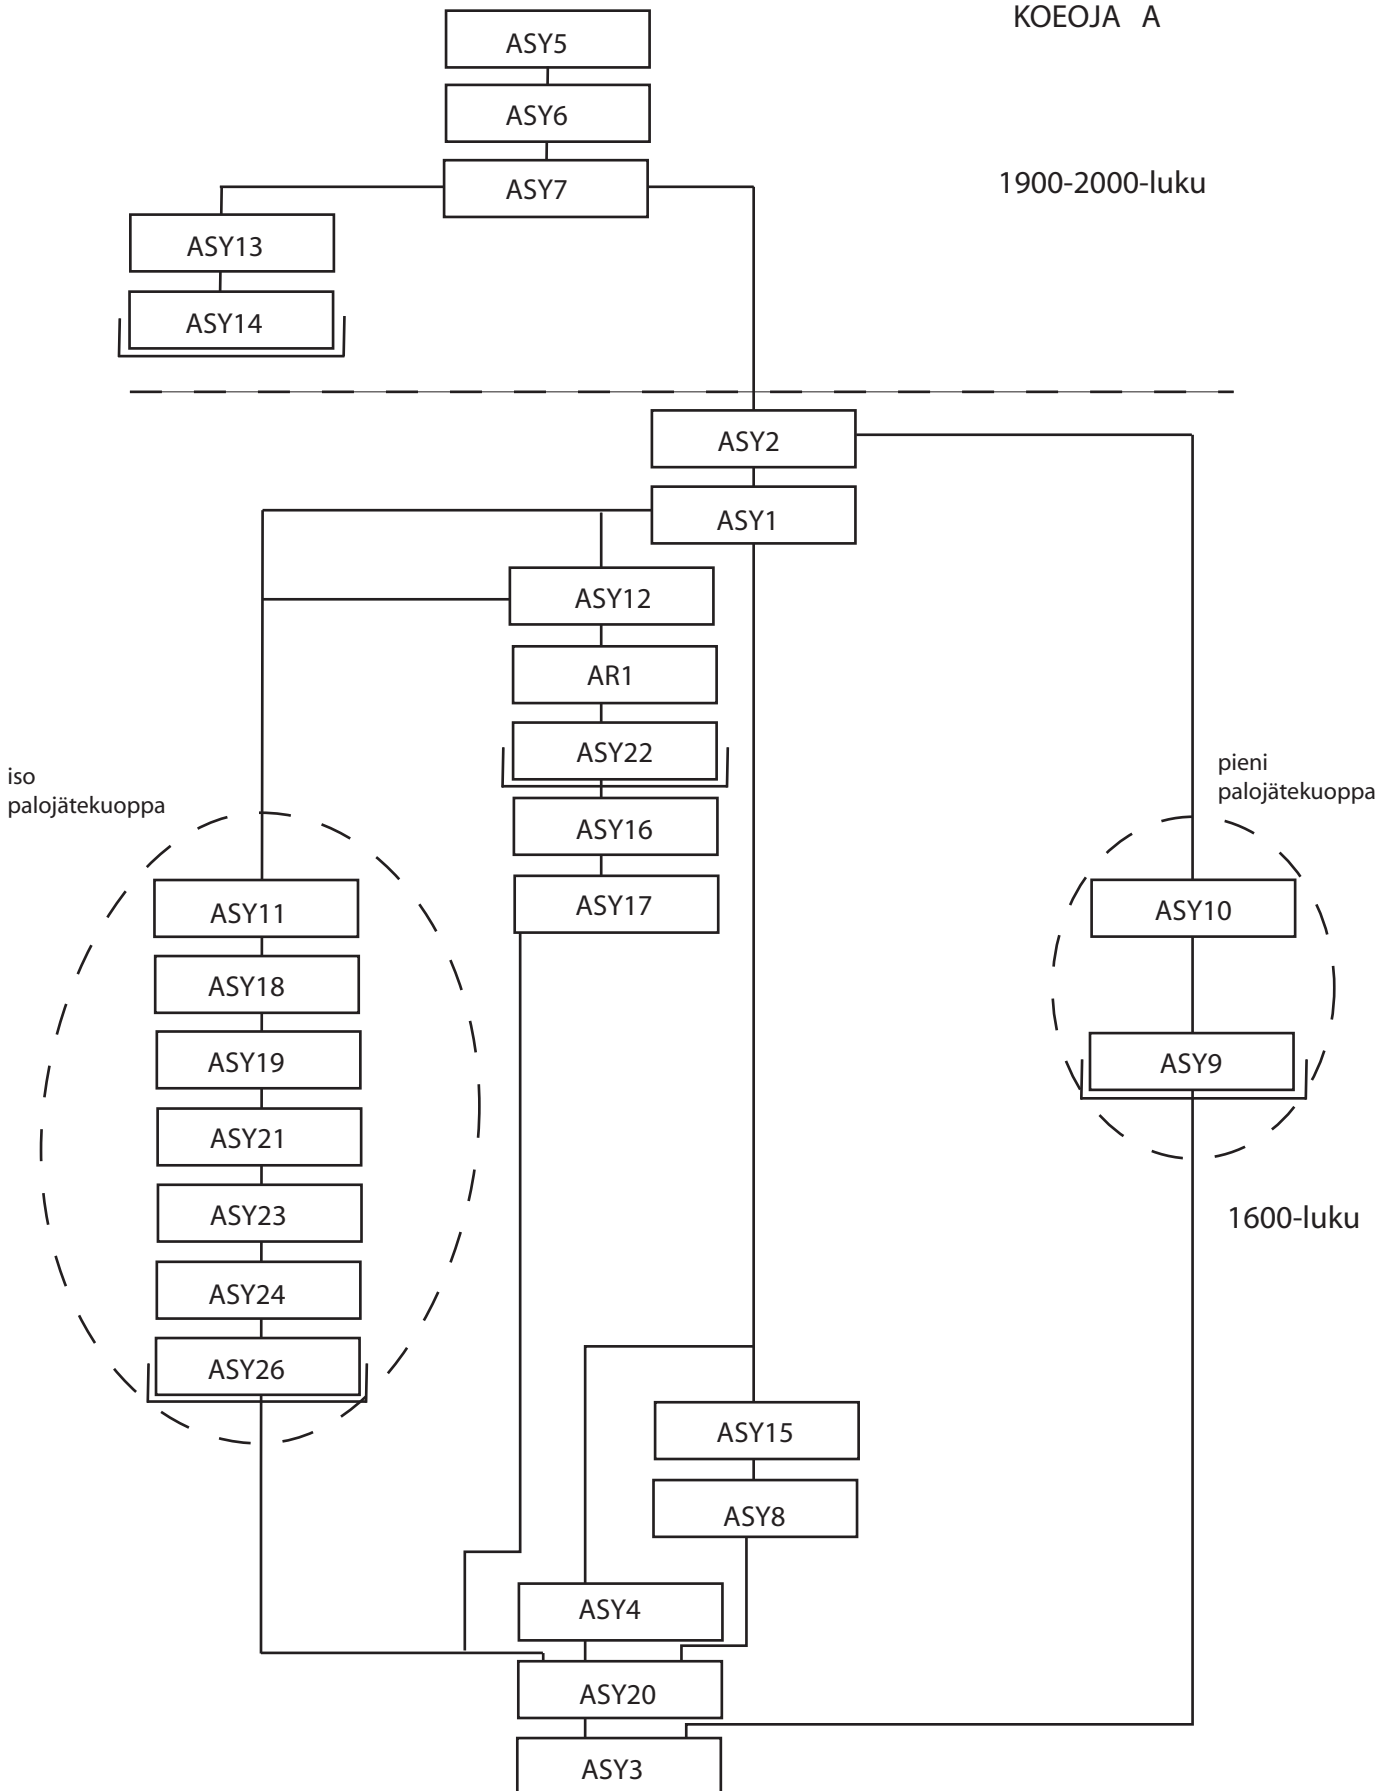 KOEOJA A
ASY5
ASY6
ASY7
1900-2000-luku
ASY13
ASY14
ASY2
ASY1
ASY12
AR1
ASY22
iso
palojätekuoppa
pieni
palojätekuoppa
ASY16
ASY17
ASY11
ASY10
ASY18
ASY19
ASY9
ASY21
ASY23
1600-luku
ASY24
ASY26
ASY15
ASY8
ASY4
ASY20
ASY3